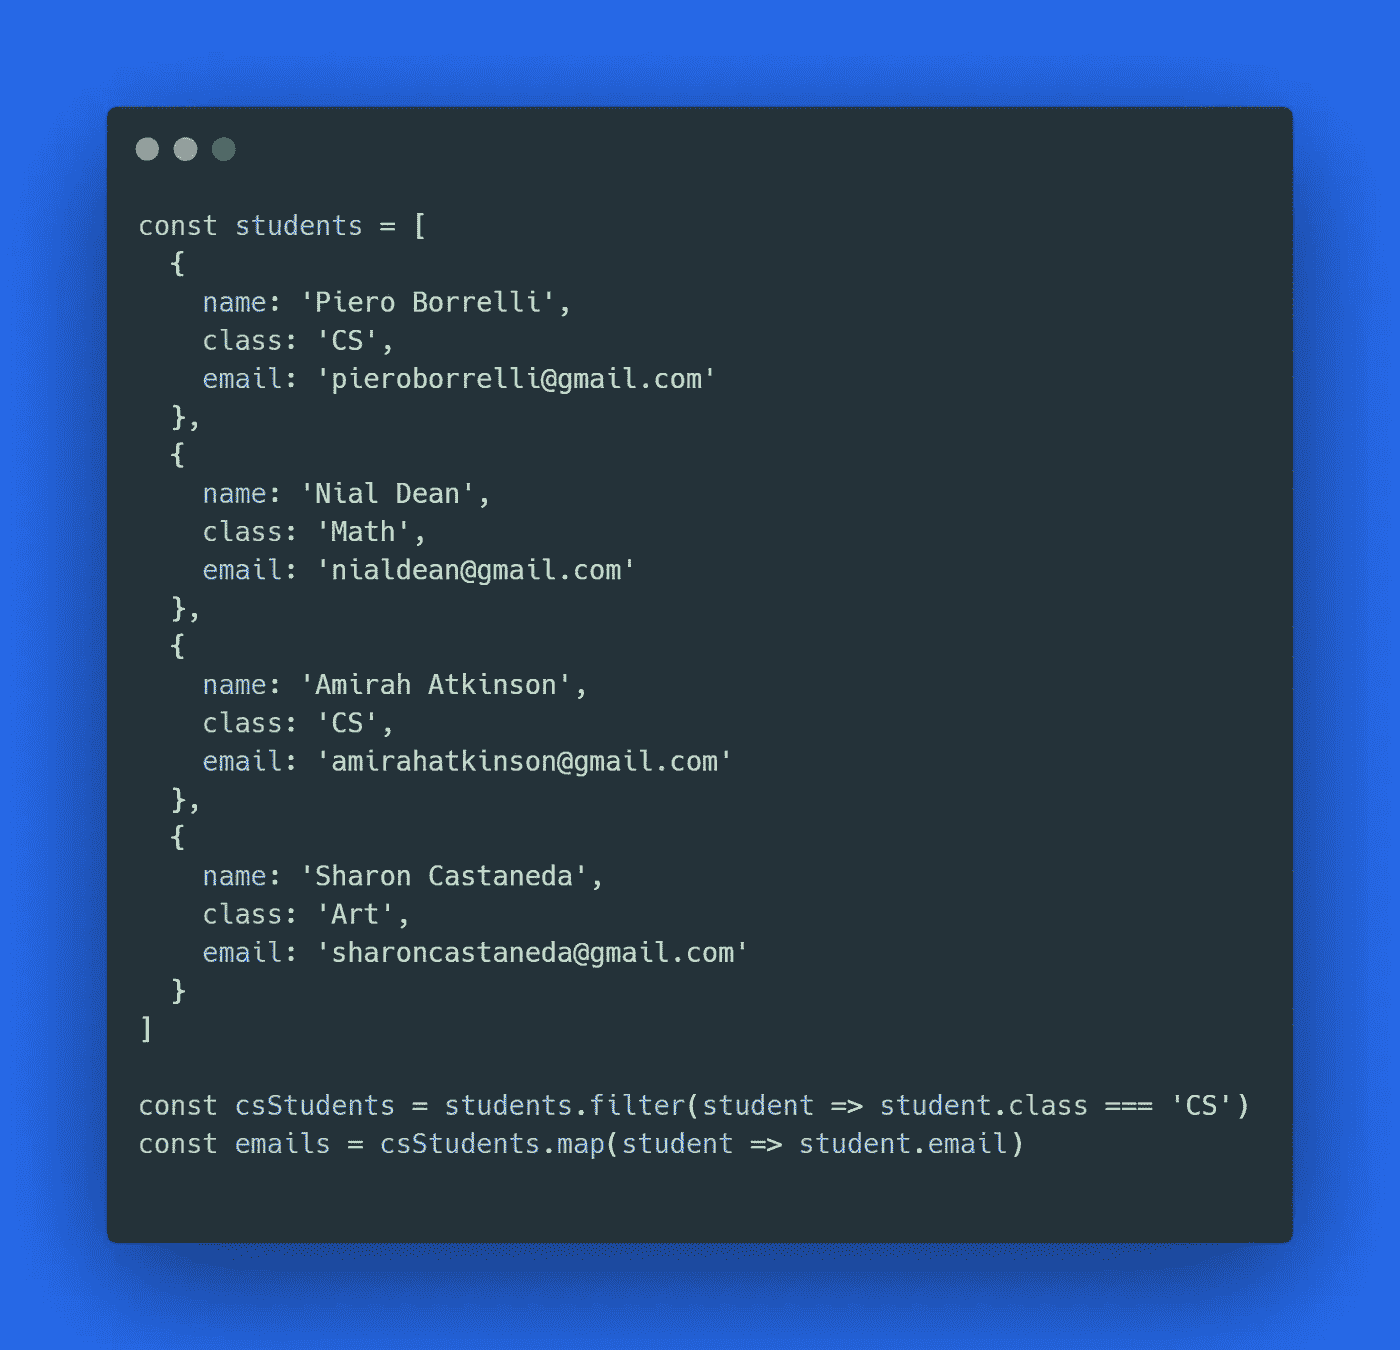 const students = [
  {
    name: 'Piero Borrelli',
    class: 'CS',
    email: 'pieroborrelli@gmail.com'
  },
  {
    name: 'Nial Dean',
    class: 'Math',
    email: 'nialdean@gmail.com'
  },
  {
    name: 'Amirah Atkinson',
    class: 'CS',
    email: 'amirahatkinson@gmail.com'
  },
  {
    name: 'Sharon Castaneda',
    class: 'Art',
    email: 'sharoncastaneda@gmail.com'
  }
]

const csStudents = students.filter(student => student.class === 'CS')
const emails = csStudents.map(student => student.email)